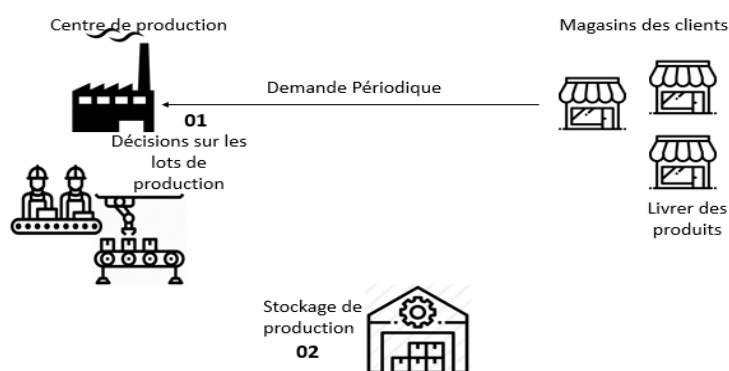 Centre de production
Magasins des clients
Demande Périodique
01
Décisions sur les
lots de
production
Livrer des
produits
Stockage de
production
02